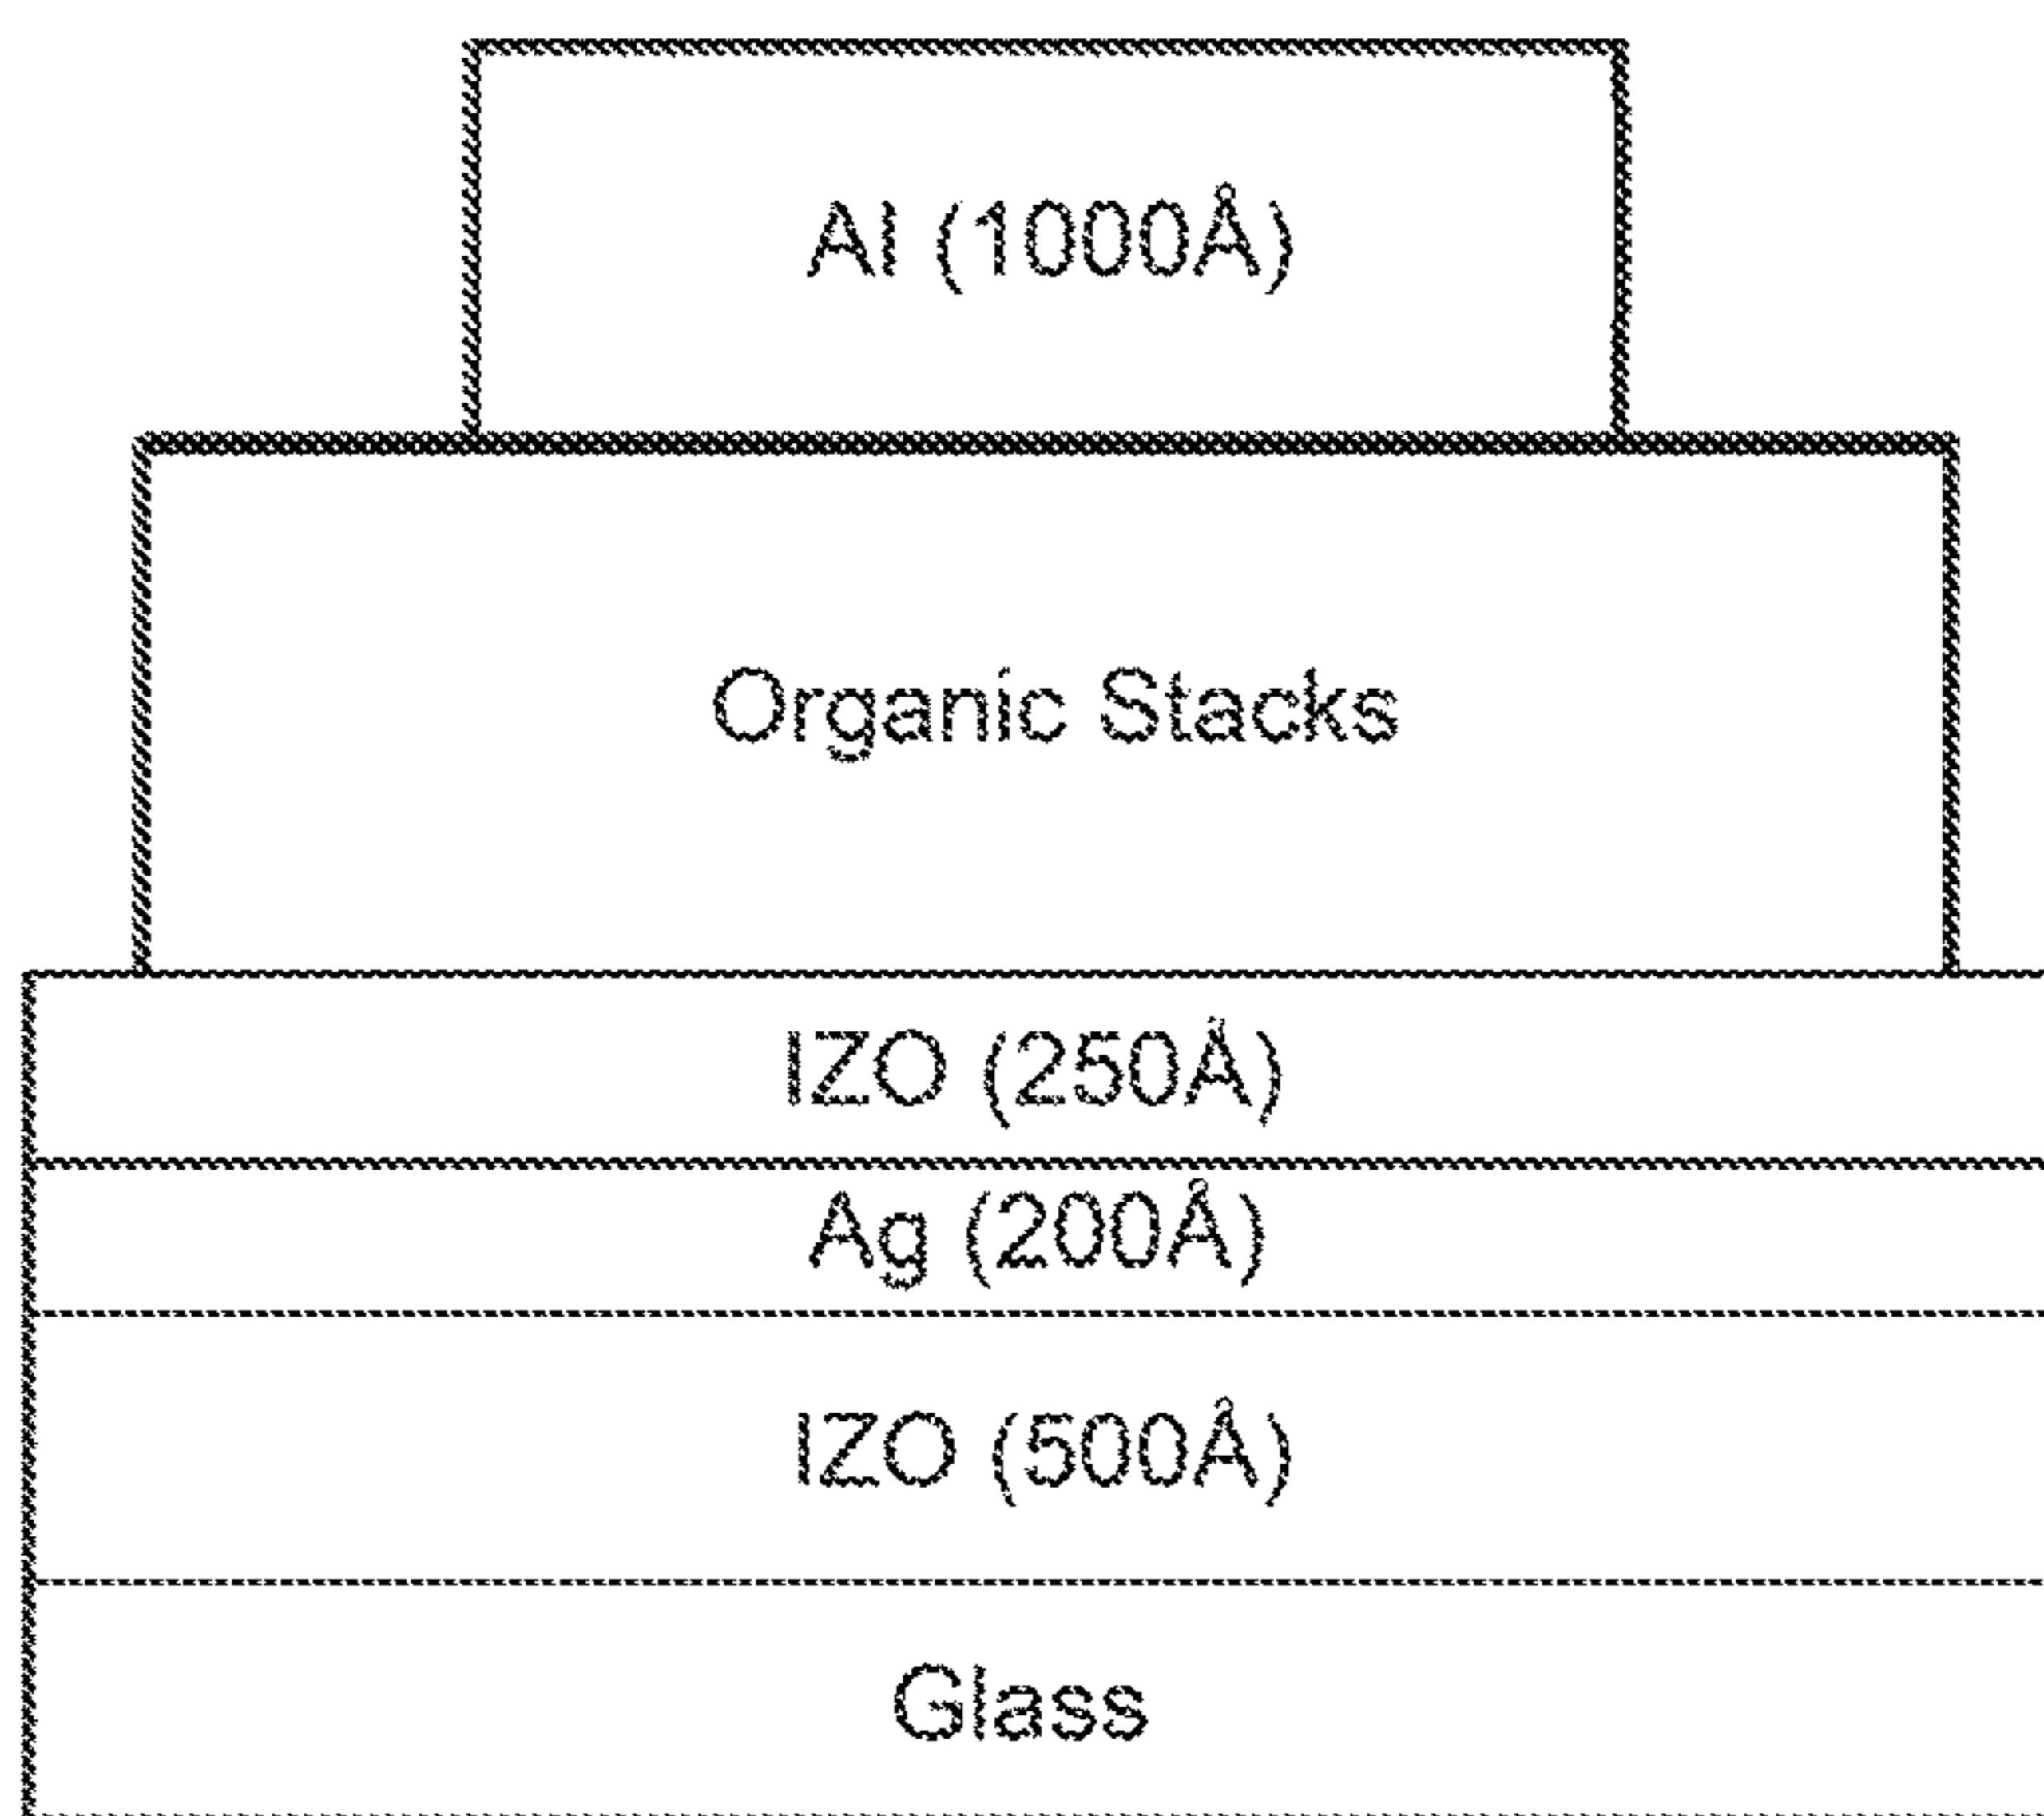 Al (1000Å)
Organic Stacks
IZO (250Å)
Ag (200Å)
IZO (500Å)
Glass